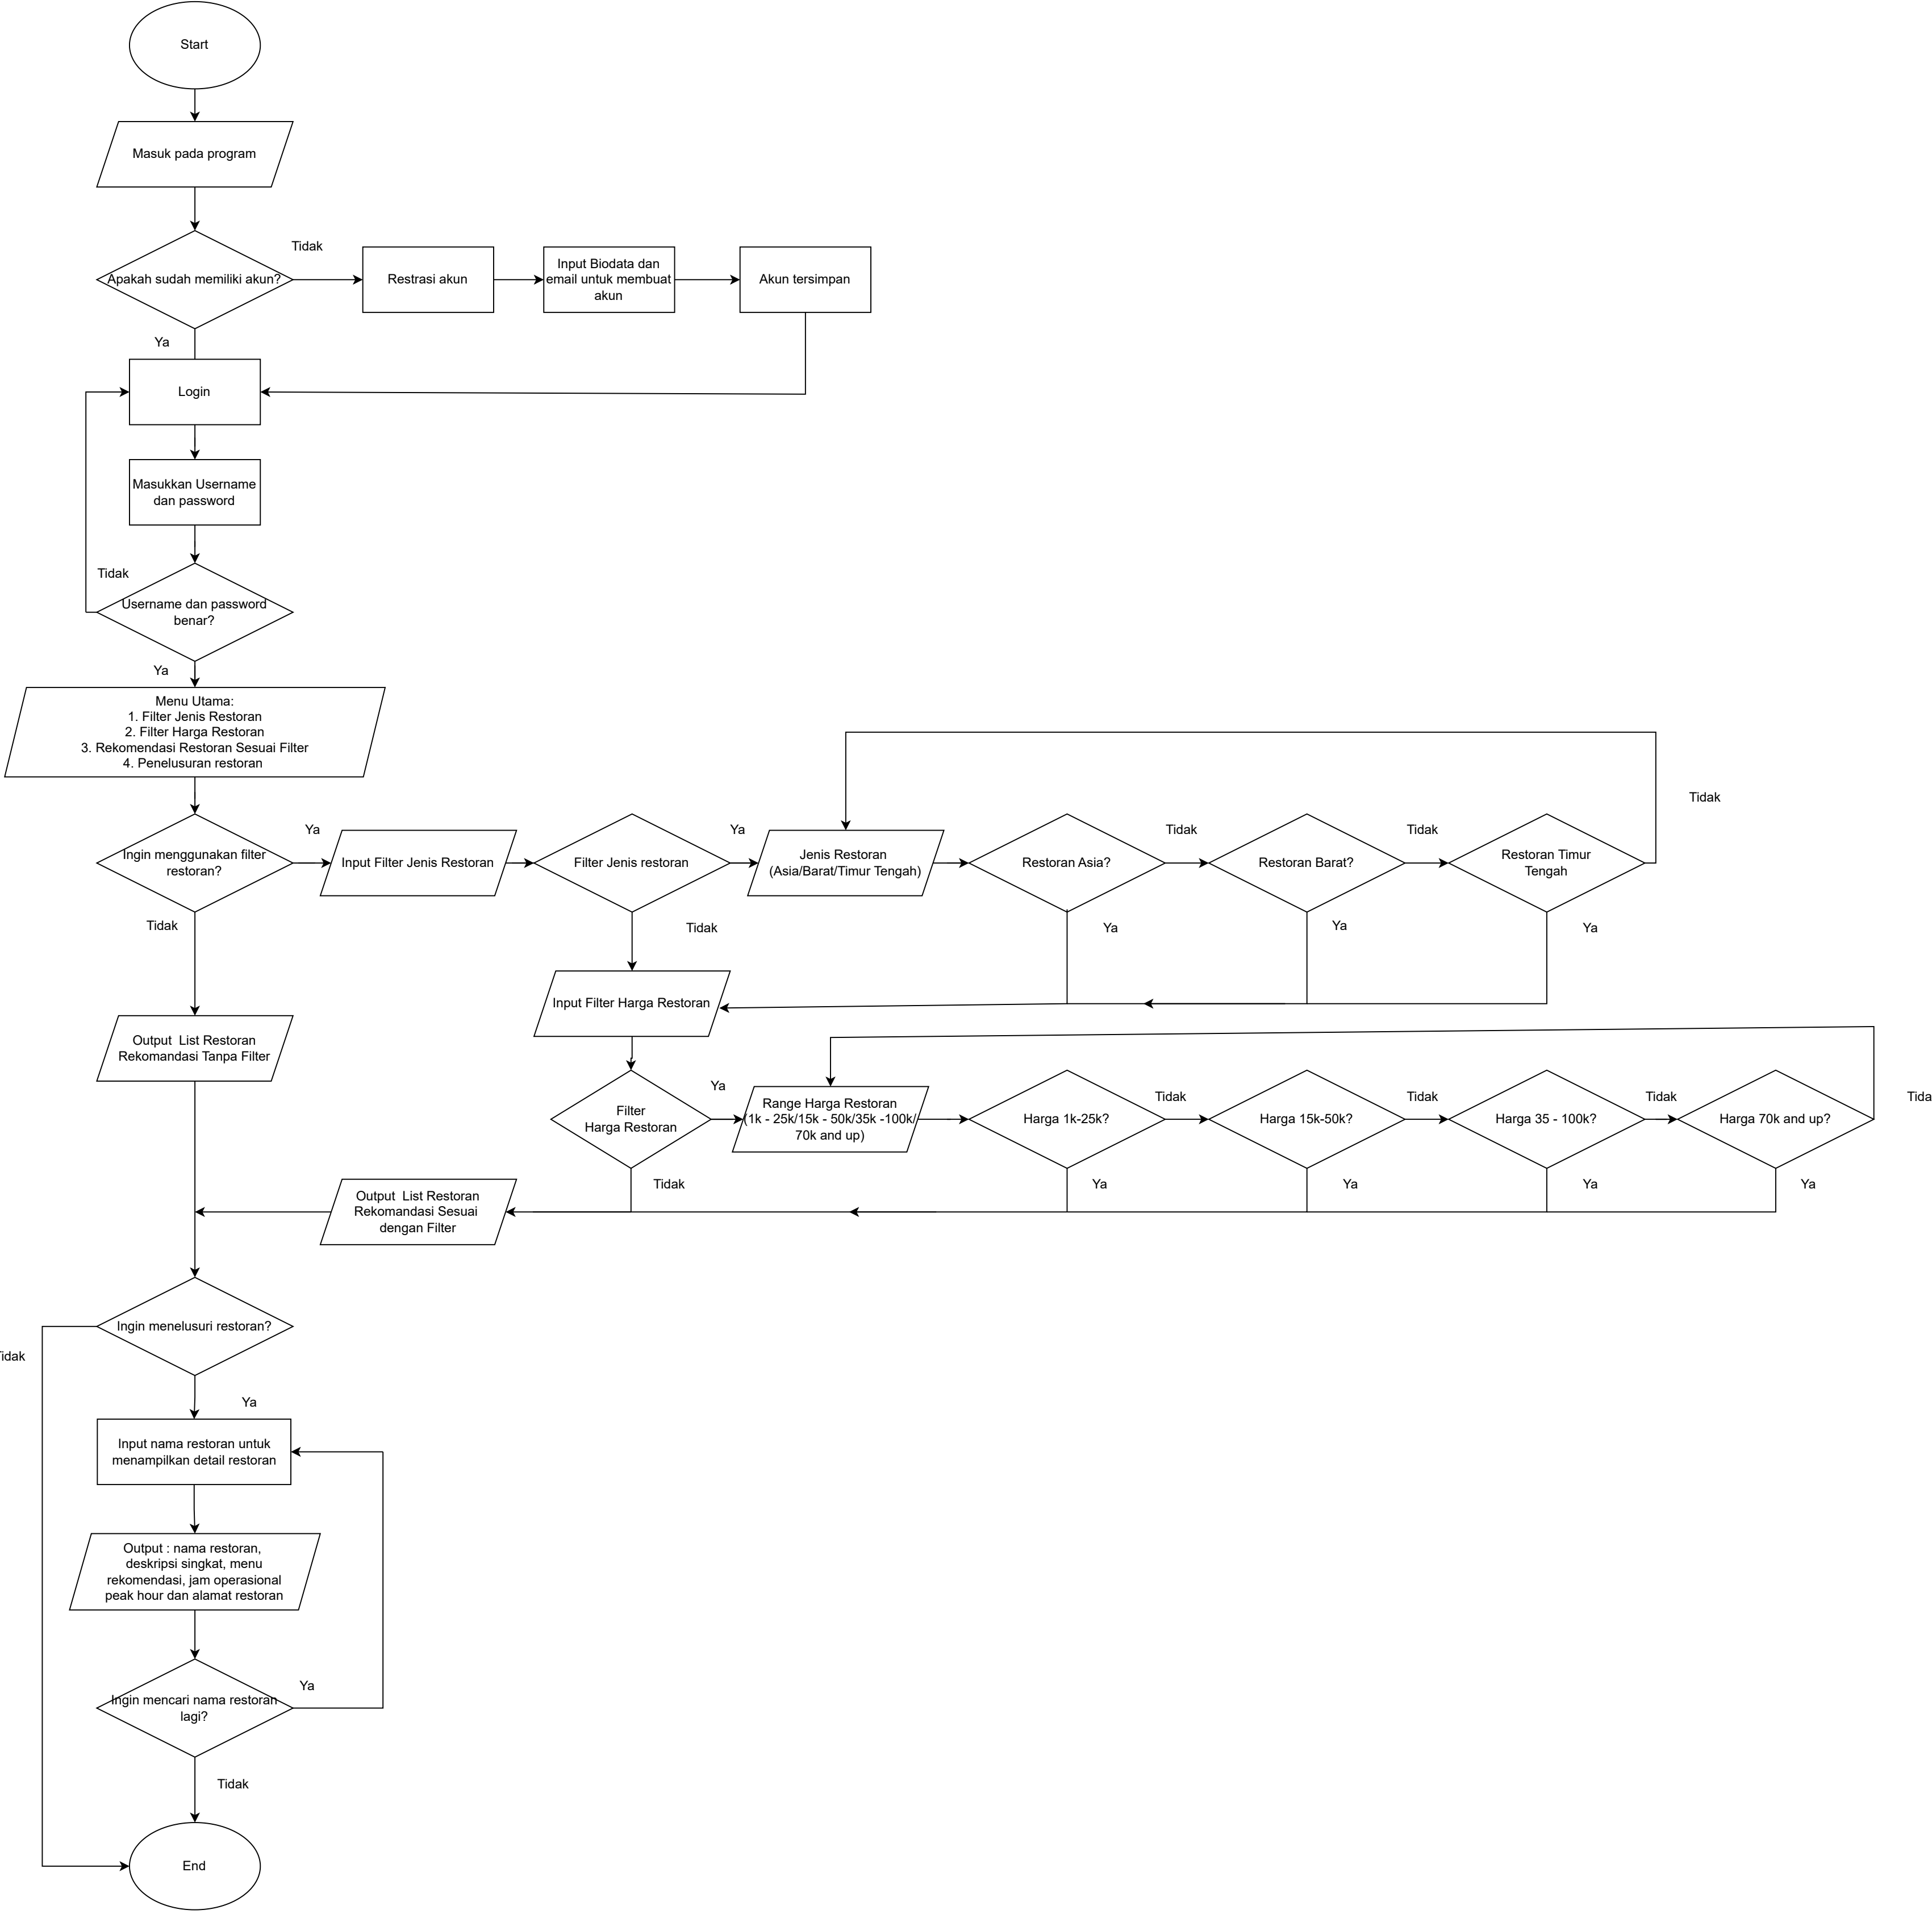 Start
Masuk pada program
Apakah sudah memiliki akun?
Tidak
Restrasi akun
Input Biodata dan
email untuk membuat
akun
Akun tersimpan
Ya
Login
Masukkan Username
dan password
Tidak
Username dan password
benar?
Ya
Menu Utama:
1. Filter Jenis Restoran
2. Filter Harga Restoran
3. Rekomendasi Restoran Sesuai Filter
4. Penelusuran restoran
Ingin menggunakan filter
restoran?
Ya
Input Filter Jenis Restoran
Filter Jenis restoran
Ya
Jenis Restoran
(Asia/Barat/Timur Tengah)
Restoran Asia?
Tidak
Restoran Barat?
Tidak
Restoran Timur
Tengah
Tidak
Tidak
Tidak
Ya
Ya
Ya
Input Filter Harga Restoran
Output  List Restoran
Rekomandasi Tanpa Filter
Filter
Harga Restoran
Ya
Range Harga Restoran
(1k - 25k/15k - 50k/35k -100k/
70k and up)
Harga 1k-25k?
Tidak
Harga 15k-50k?
Tidak
Harga 35 - 100k?
Tidak
Harga 70k and up?
Tida
Tidak
Ya
Ya
Ya
Ya
Output  List Restoran
Rekomandasi Sesuai
dengan Filter
Ingin menelusuri restoran?
Tidak
Ya
Input nama restoran untuk
menampilkan detail restoran
Output : nama restoran,
deskripsi singkat, menu
rekomendasi, jam operasional
peak hour dan alamat restoran
Ingin mencari nama restoran
lagi?
Ya
Tidak
End